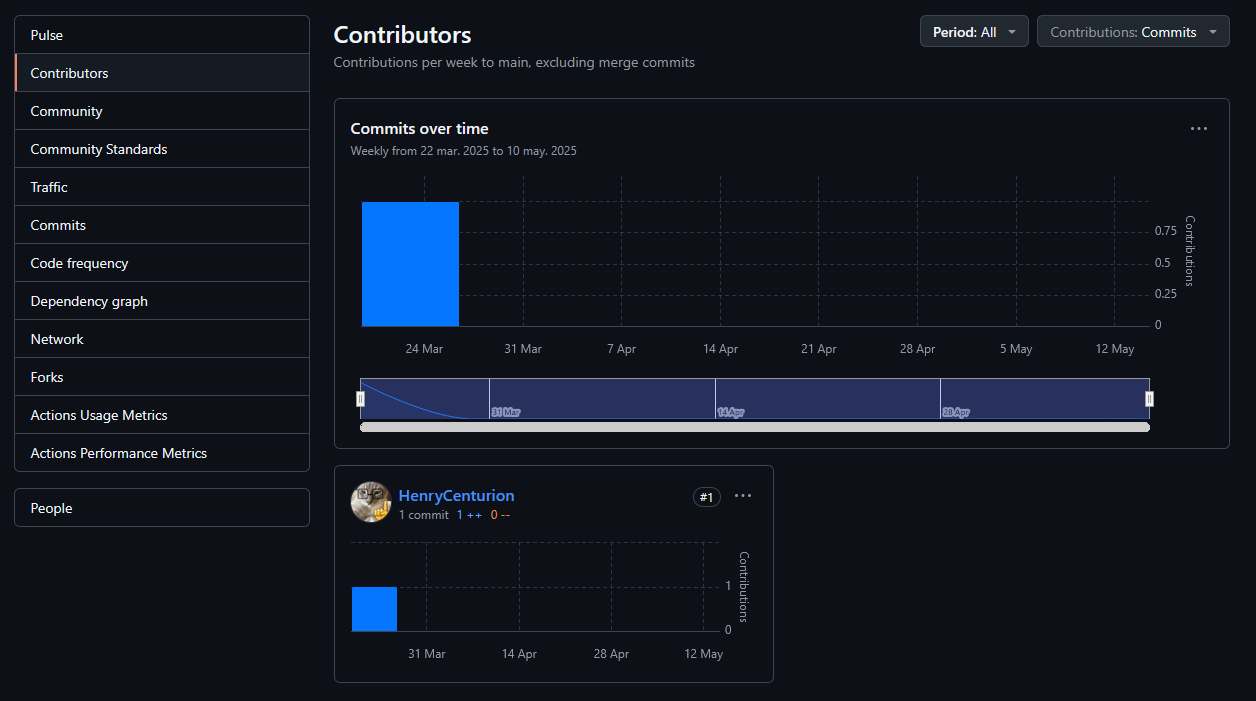 Pulse
Contributors
Community
Community Standards
Traffic
Commits
Code frequency
Dependency graph
Network
Forks
Actions Usage Metrics
Actions Performance Metrics
People
Contributors
Contributions per week to main, excluding merge commits
Period: All
Contributions: Commits
Commits over time
Weekly from 22 mar. 2025 to 10 may. 2025
0.75
0.5
0.25
0
Contributions
24 Mar 31 Mar 7 Apr 14 Apr 21 Apr 28 Apr 5 May 12 May
31 Mar 14 Apr 28 Apr
HenryCenturion
#1
1 commit 1 ++ 0 --
1
0
Contributions
31 Mar 14 Apr 28 Apr 12 May